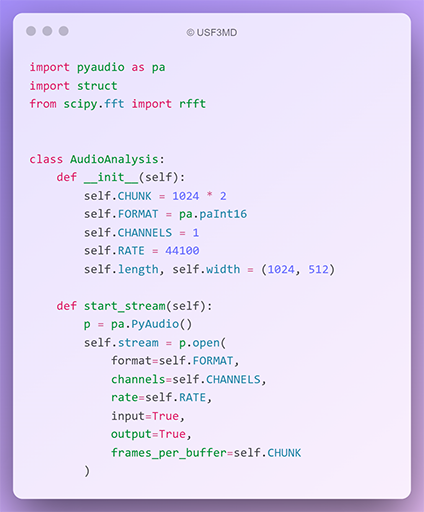 © USF3MD
import pyaudio as pa
import struct
from scipy.fft import rfft
class AudioAnalysis:
    def __init__(self):
        self.CHUNK = 1024 * 2
        self.FORMAT = pa.paInt16
        self.CHANNELS = 1
        self.RATE = 44100
        self.length, self.width = (1024, 512)
    def start_stream(self):
        p = pa.PyAudio()
        self.stream = p.open(
            format=self.FORMAT,
            channels=self.CHANNELS,
            rate=self.RATE,
            input=True,
            output=True,
            frames_per_buffer=self.CHUNK
        )